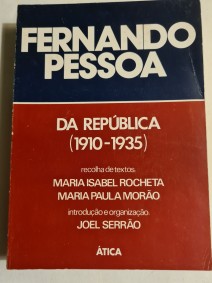 FERNANDO
PESSOA
DA REPÚBLICA
(1910-1935)
recolha de textos:
MARIA ISABEL ROCHETA
MARIA PAULA MORÃO
introdução e organização:
JOEL SERRÃO
ÁTICA